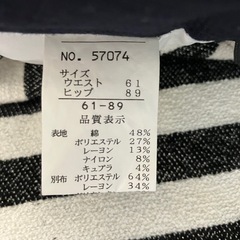 NO. 57074
サイズ
ウエスト 61
ヒップ 89
61-89
品質表示
表地 綿 48%
ポリエステル 27%
レーヨン 13%
ナイロン 8%
キュプラ 4%
別布 ポリエステル 64%
レーヨン 34%